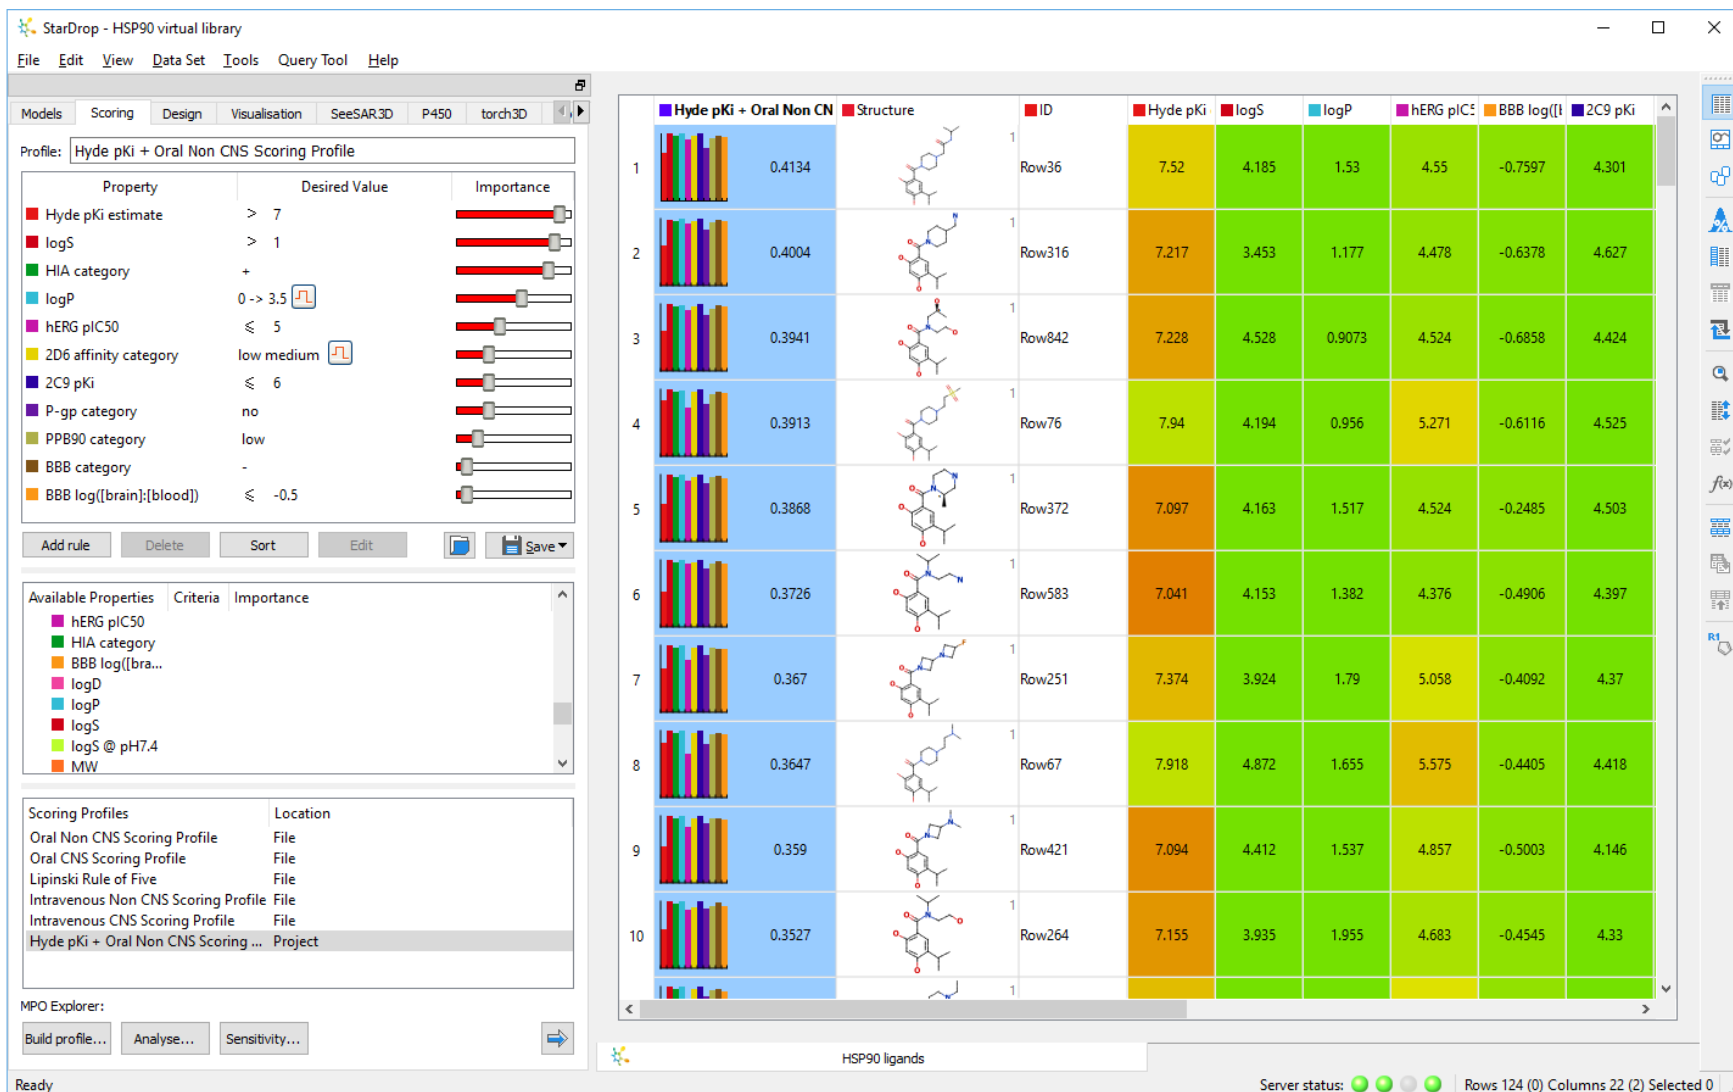 StarDrop - HSP90 virtual library
File Edit View Data Set Tools Query Tool Help
Models Scoring Design Visualisation SeeSAR3D P450 torch3D
Profile: Hyde pKi + Oral Non CNS Scoring Profile
Property Desired Value Importance
Hyde pKi estimate > 7
logS > 1
HIA category +
logP 0 -> 3.5
hERG pIC50 ⩽ 5
2D6 affinity category low medium
2C9 pKi ⩽ 6
P-gp category no
PPB90 category low
BBB category -
BBB log([brain]:[blood]) ⩽ -0.5
Add rule Delete Sort Edit Save
Available Properties Criteria Importance
hERG pIC50
HIA category
BBB log([bra...
logD
logP
logS
logS @ pH7.4
MW
Scoring Profiles Location
Oral Non CNS Scoring Profile File
Oral CNS Scoring Profile File
Lipinski Rule of Five File
Intravenous Non CNS Scoring Profile File
Intravenous CNS Scoring Profile File
Hyde pKi + Oral Non CNS Scoring ... Project
MPO Explorer:
Build profile... Analyse... Sensitivity...
Ready
Hyde pKi + Oral Non CN Structure ID Hyde pKi logS logP hERG pIC5 BBB log([b 2C9 pKi
1 0.4134 1 Row36 7.52 4.185 1.53 4.55 -0.7597 4.301
2 0.4004 1 Row316 7.217 3.453 1.177 4.478 -0.6378 4.627
3 0.3941 1 Row842 7.228 4.528 0.9073 4.524 -0.6858 4.424
4 0.3913 1 Row76 7.94 4.194 0.956 5.271 -0.6116 4.525
5 0.3868 1 Row372 7.097 4.163 1.517 4.524 -0.2485 4.503
6 0.3726 1 Row583 7.041 4.153 1.382 4.376 -0.4906 4.397
7 0.367 1 Row251 7.374 3.924 1.79 5.058 -0.4092 4.37
8 0.3647 1 Row67 7.918 4.872 1.655 5.575 -0.4405 4.418
9 0.359 1 Row421 7.094 4.412 1.537 4.857 -0.5003 4.146
10 0.3527 1 Row264 7.155 3.935 1.955 4.683 -0.4545 4.33
1
f(x)
R1
HSP90 ligands
Server status: Rows 124 (0) Columns 22 (2) Selected 0